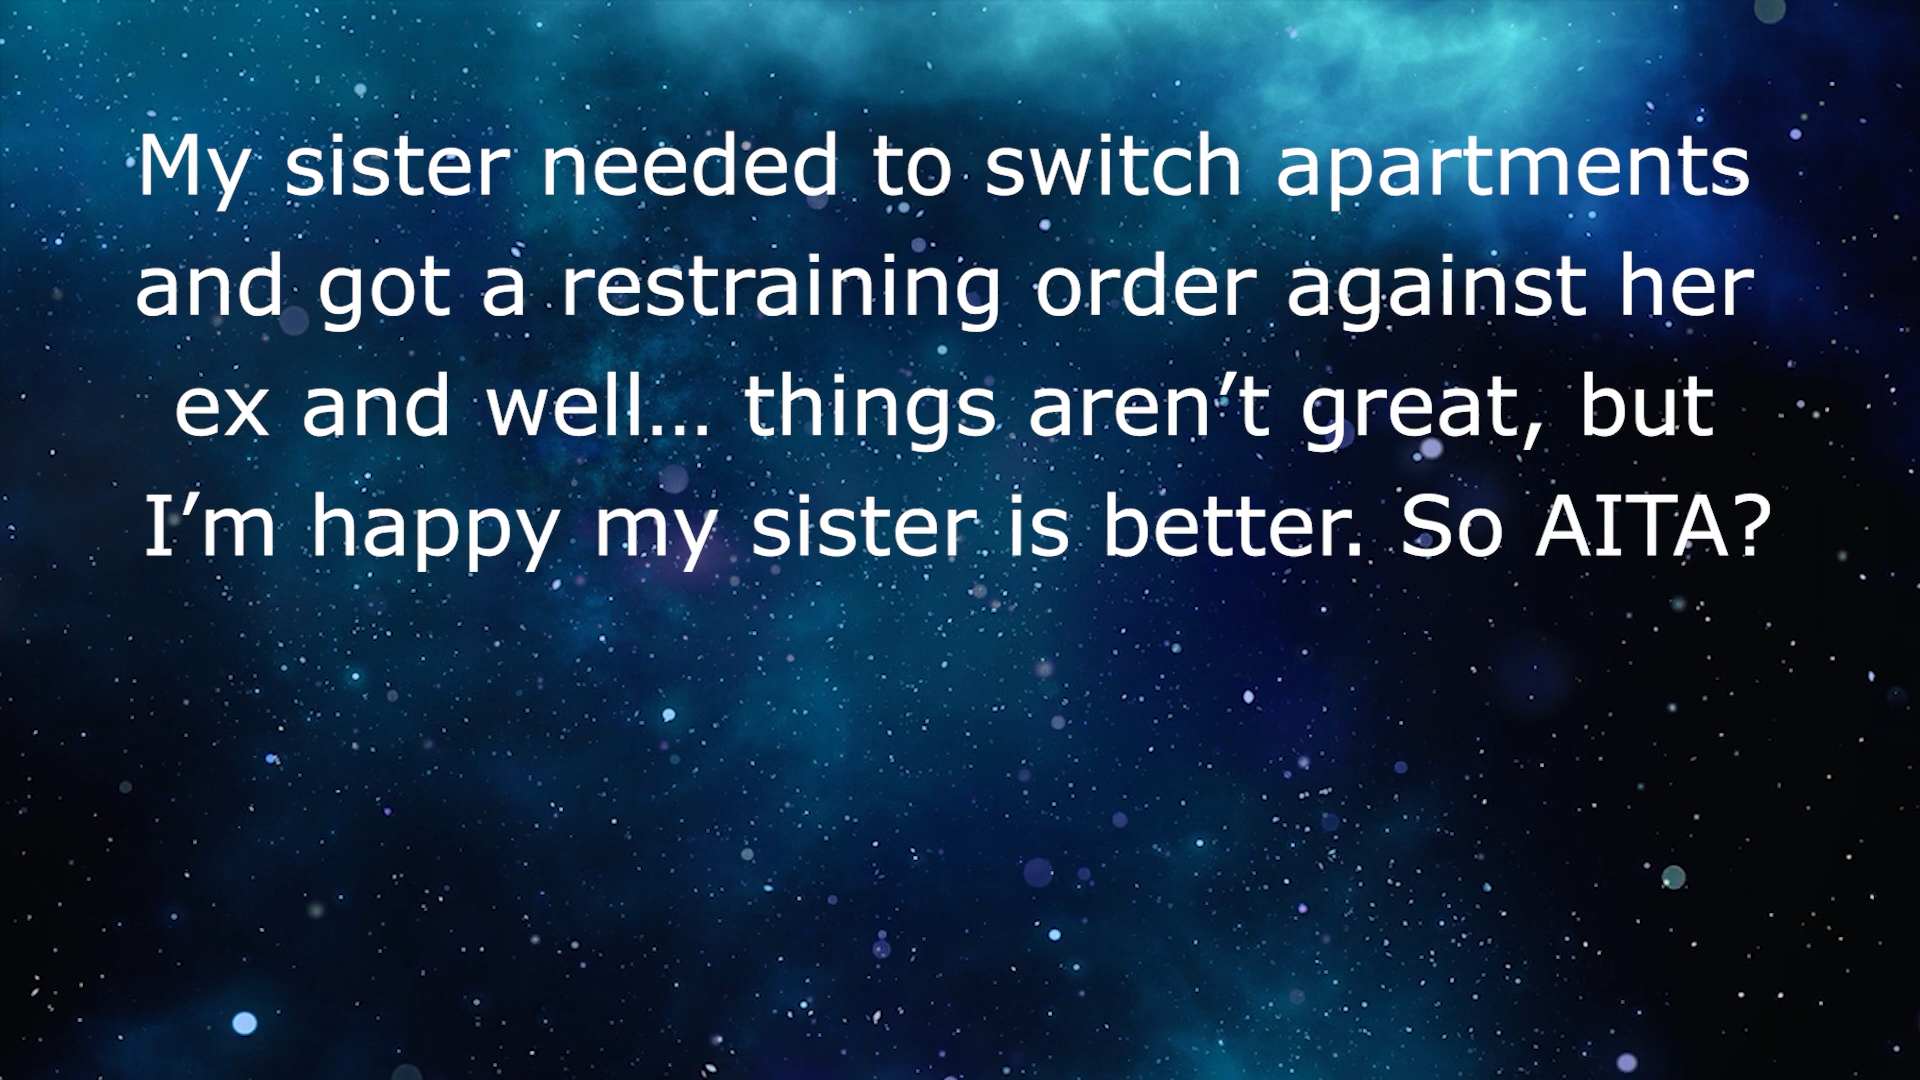 My sister needed to switch apartments
and got a restraining order against her
ex and well… things aren’t great, but
I’m happy my sister is better. So AITA?